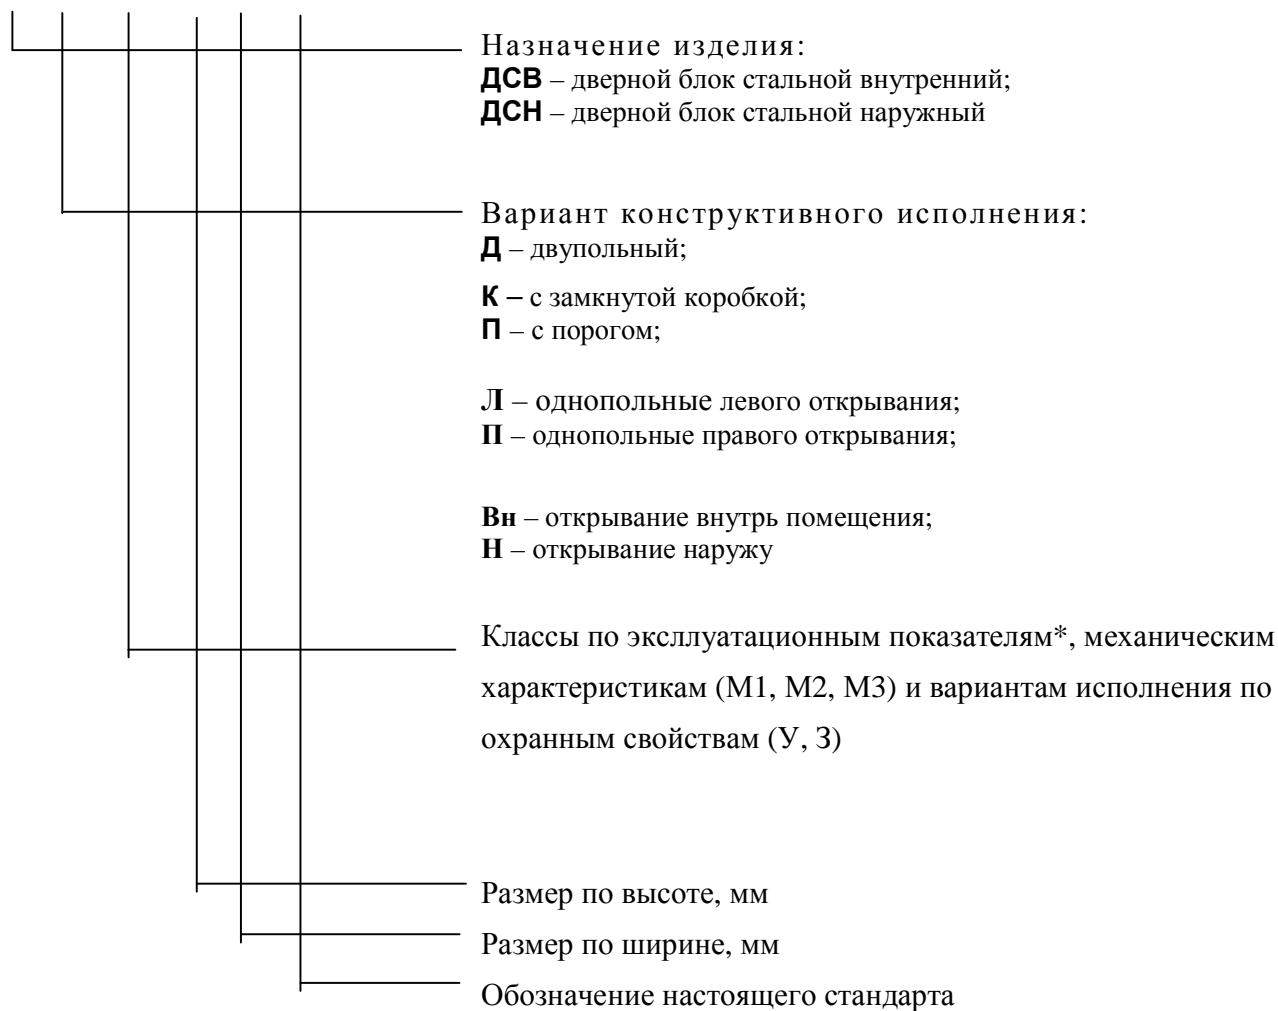 Назначение изделия:
ДСВ – дверной блок стальной внутренний;
ДСН – дверной блок стальной наружный
Вариант конструктивного исполнения:
Д – двупольный;
К – с замкнутой коробкой;
П – с порогом;
Л – однопольные левого открывания;
П – однопольные правого открывания;
Вн – открывание внутрь помещения;
Н – открывание наружу
Классы по эксллуатационным показателям*, механическим
характеристикам (М1, М2, М3) и вариантам исполнения по
охранным свойствам (У, З)
Размер по высоте, мм
Размер по ширине, мм
Обозначение настоящего стандарта